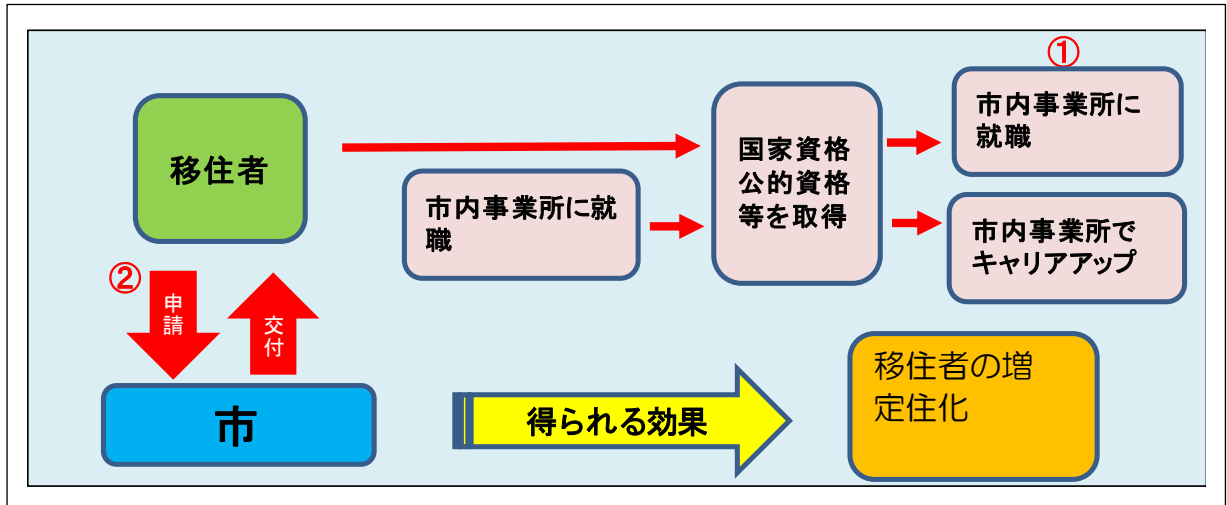 ①
移住者
市内事業所に就
職
国家資格
公的資格
等を取得
市内事業所に
就職
市内事業所で
キャリアアップ
②
申請
交付
市
得られる効果
移住者の増
定住化